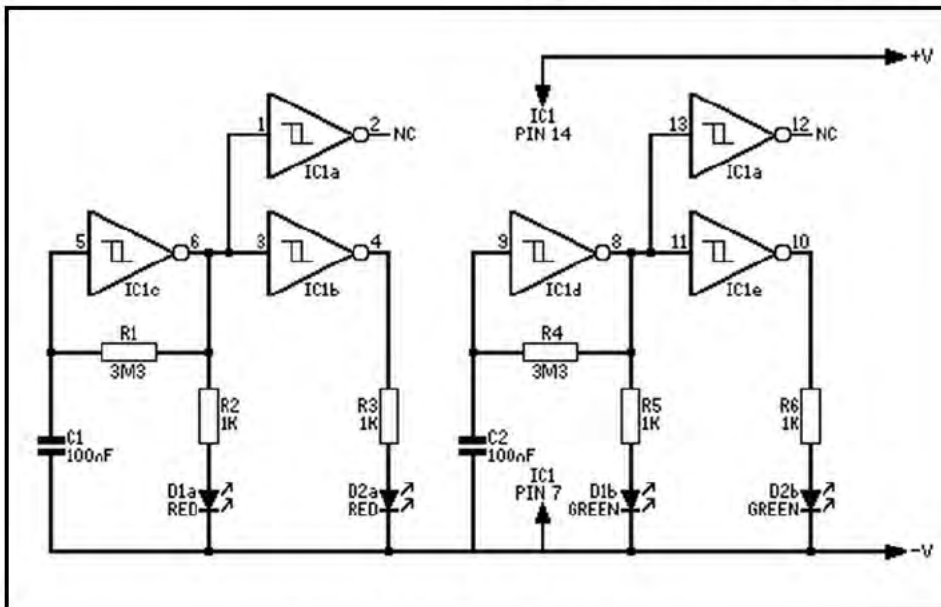 +V
IC1
PIN 14
1
2
NC
IC1a
13
12
NC
IC1a
5
6
IC1c
3
4
IC1b
9
8
IC1d
11
10
IC1e
R1
3M3
R4
3M3
R2
1K
R3
1K
R5
1K
R6
1K
C1
100nF
C2
100nF
IC1
PIN 7
D1a
RED
D2a
RED
D1b
GREEN
D2b
GREEN
-V